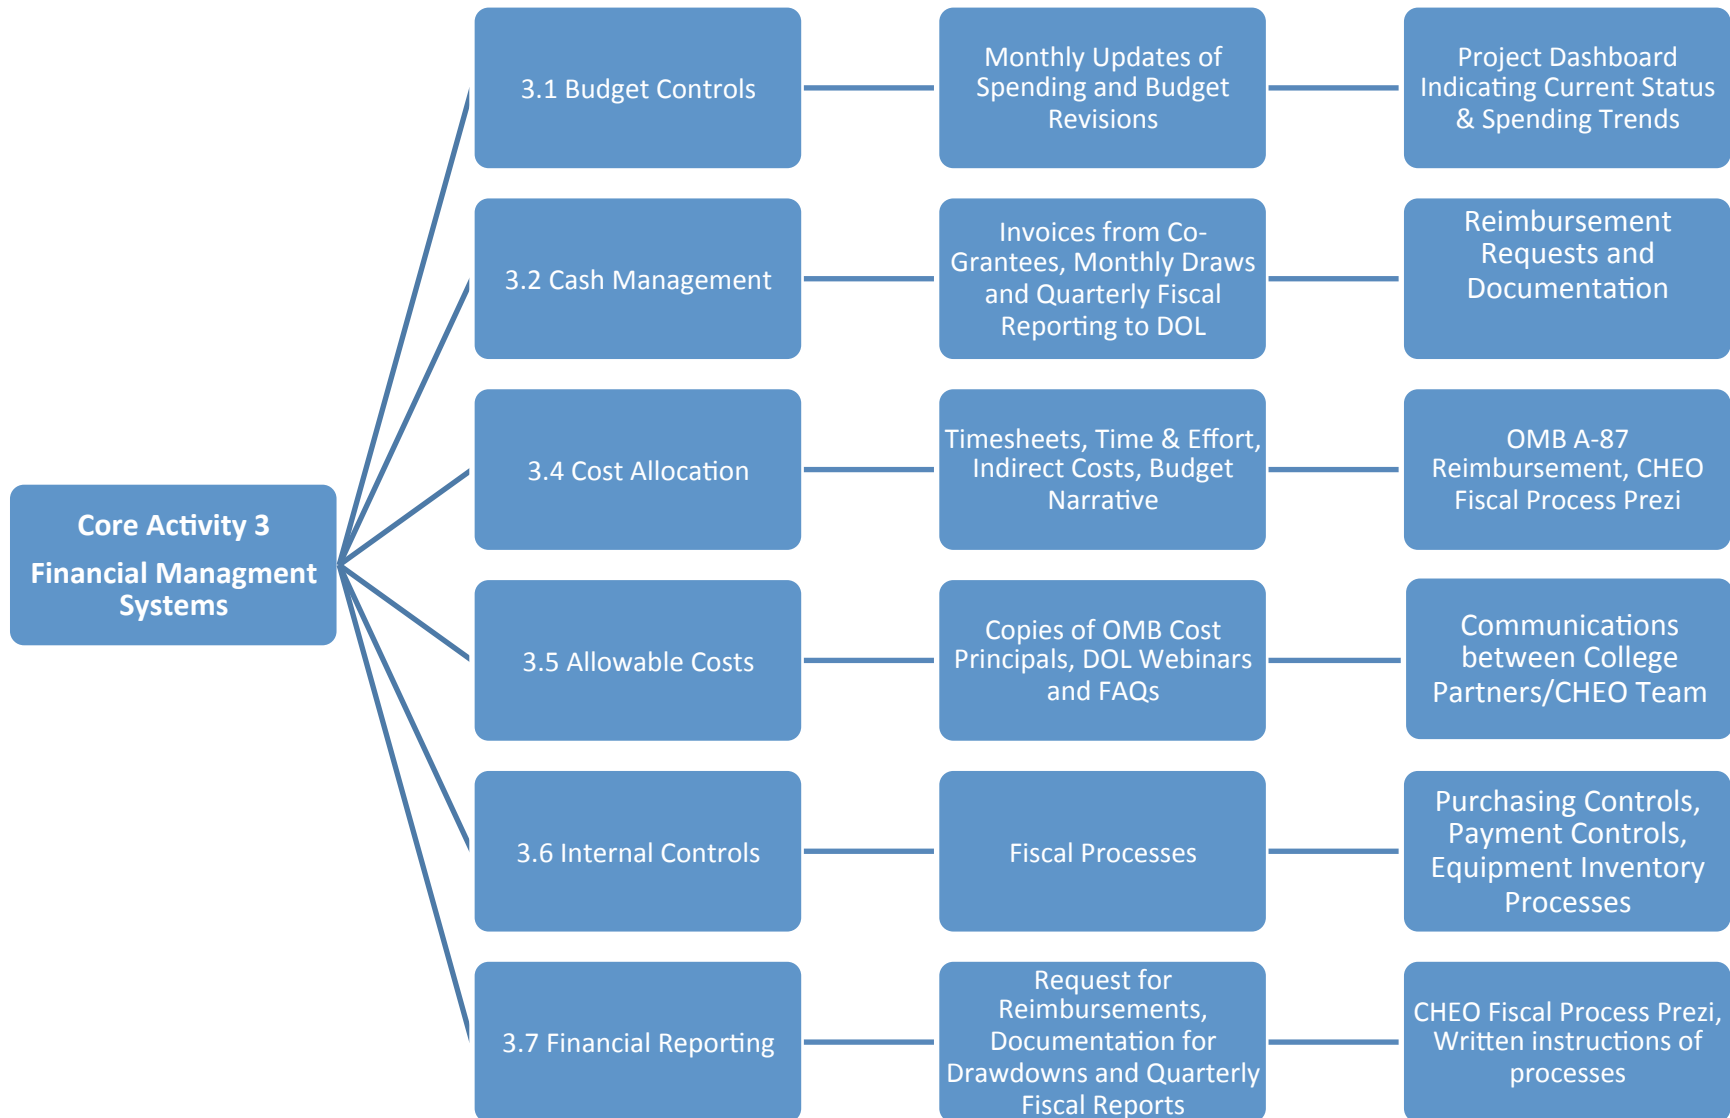 Core Activity 3
Financial Managment
Systems
3.1 Budget Controls
Monthly Updates of
Spending and Budget
Revisions
Project Dashboard
Indicating Current Status
& Spending Trends
3.2 Cash Management
Invoices from Co-
Grantees, Monthly Draws
and Quarterly Fiscal
Reporting to DOL
Reimbursement
Requests and
Documentation
3.4 Cost Allocation
Timesheets, Time & Effort,
Indirect Costs, Budget
Narrative
OMB A-87
Reimbursement, CHEO
Fiscal Process Prezi
3.5 Allowable Costs
Copies of OMB Cost
Principals, DOL Webinars
and FAQs
Communications
between College
Partners/CHEO Team
3.6 Internal Controls
Fiscal Processes
Purchasing Controls,
Payment Controls,
Equipment Inventory
Processes
3.7 Financial Reporting
Request for
Reimbursements,
Documentation for
Drawdowns and Quarterly
Fiscal Reports
CHEO Fiscal Process Prezi,
Written instructions of
processes